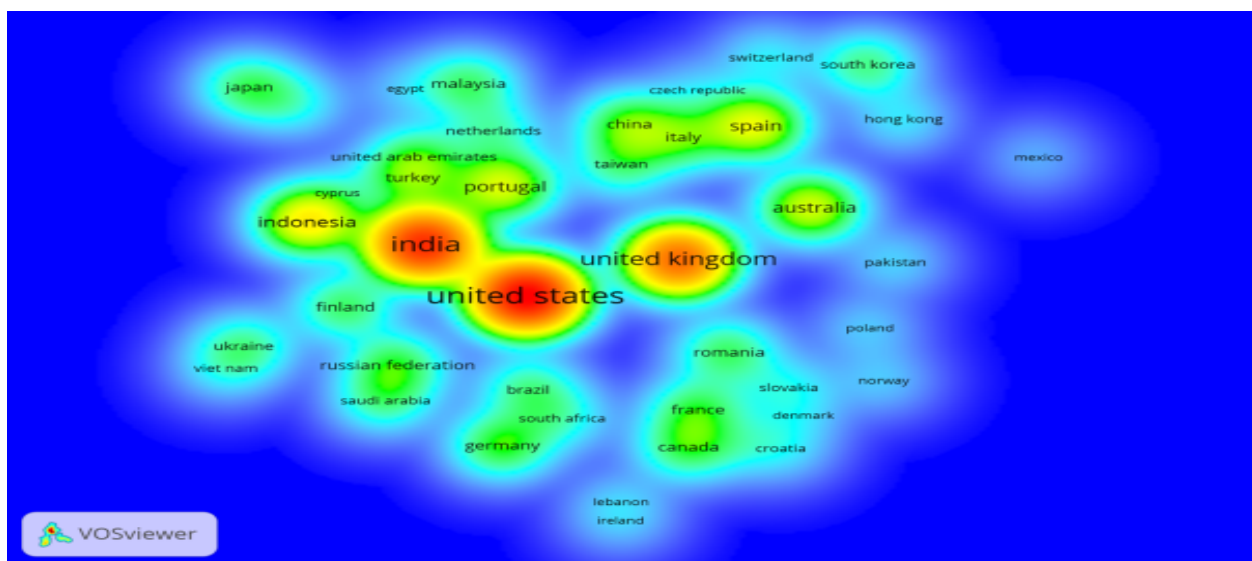 switzerland
south korea
japan
egypt
malaysia
czech republic
china
italy
spain
hong kong
netherlands
mexico
united arab emirates
taiwan
turkey
portugal
cyprus
indonesia
australia
india
united kingdom
pakistan
united states
finland
poland
ukraine
viet nam
romania
russian federation
saudi arabia
brazil
slovakia
norway
south africa
france
denmark
germany
canada
croatia
lebanon
ireland
VOSviewer